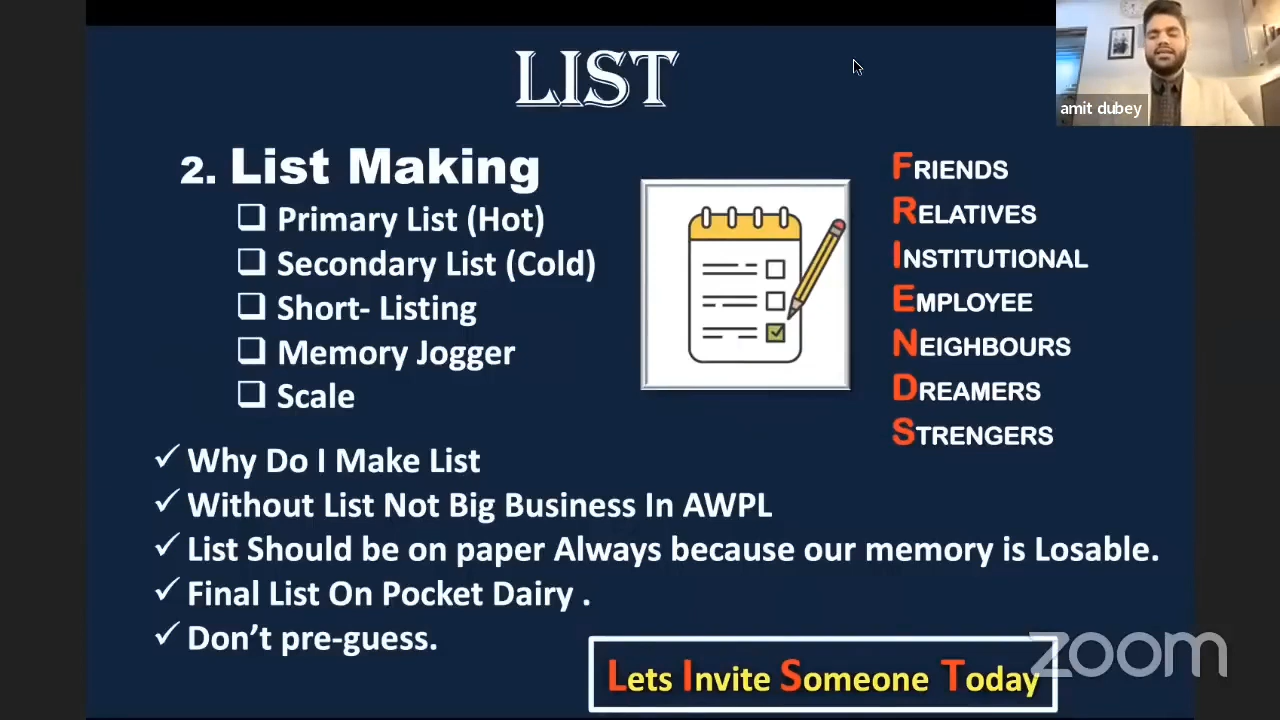 LIST
amit dubey
2. List Making
Primary List (Hot)
Secondary List (Cold)
Short- Listing
Memory Jogger
Scale
FRIENDS
RELATIVES
INSTITUTIONAL
EMPLOYEE
NEIGHBOURS
DREAMERS
STRENGERS
Why Do I Make List
Without List Not Big Business In AWPL
List Should be on paper Always because our memory is Losable.
Final List On Pocket Dairy .
Don’t pre-guess.
Lets Invite Someone Today
zoom